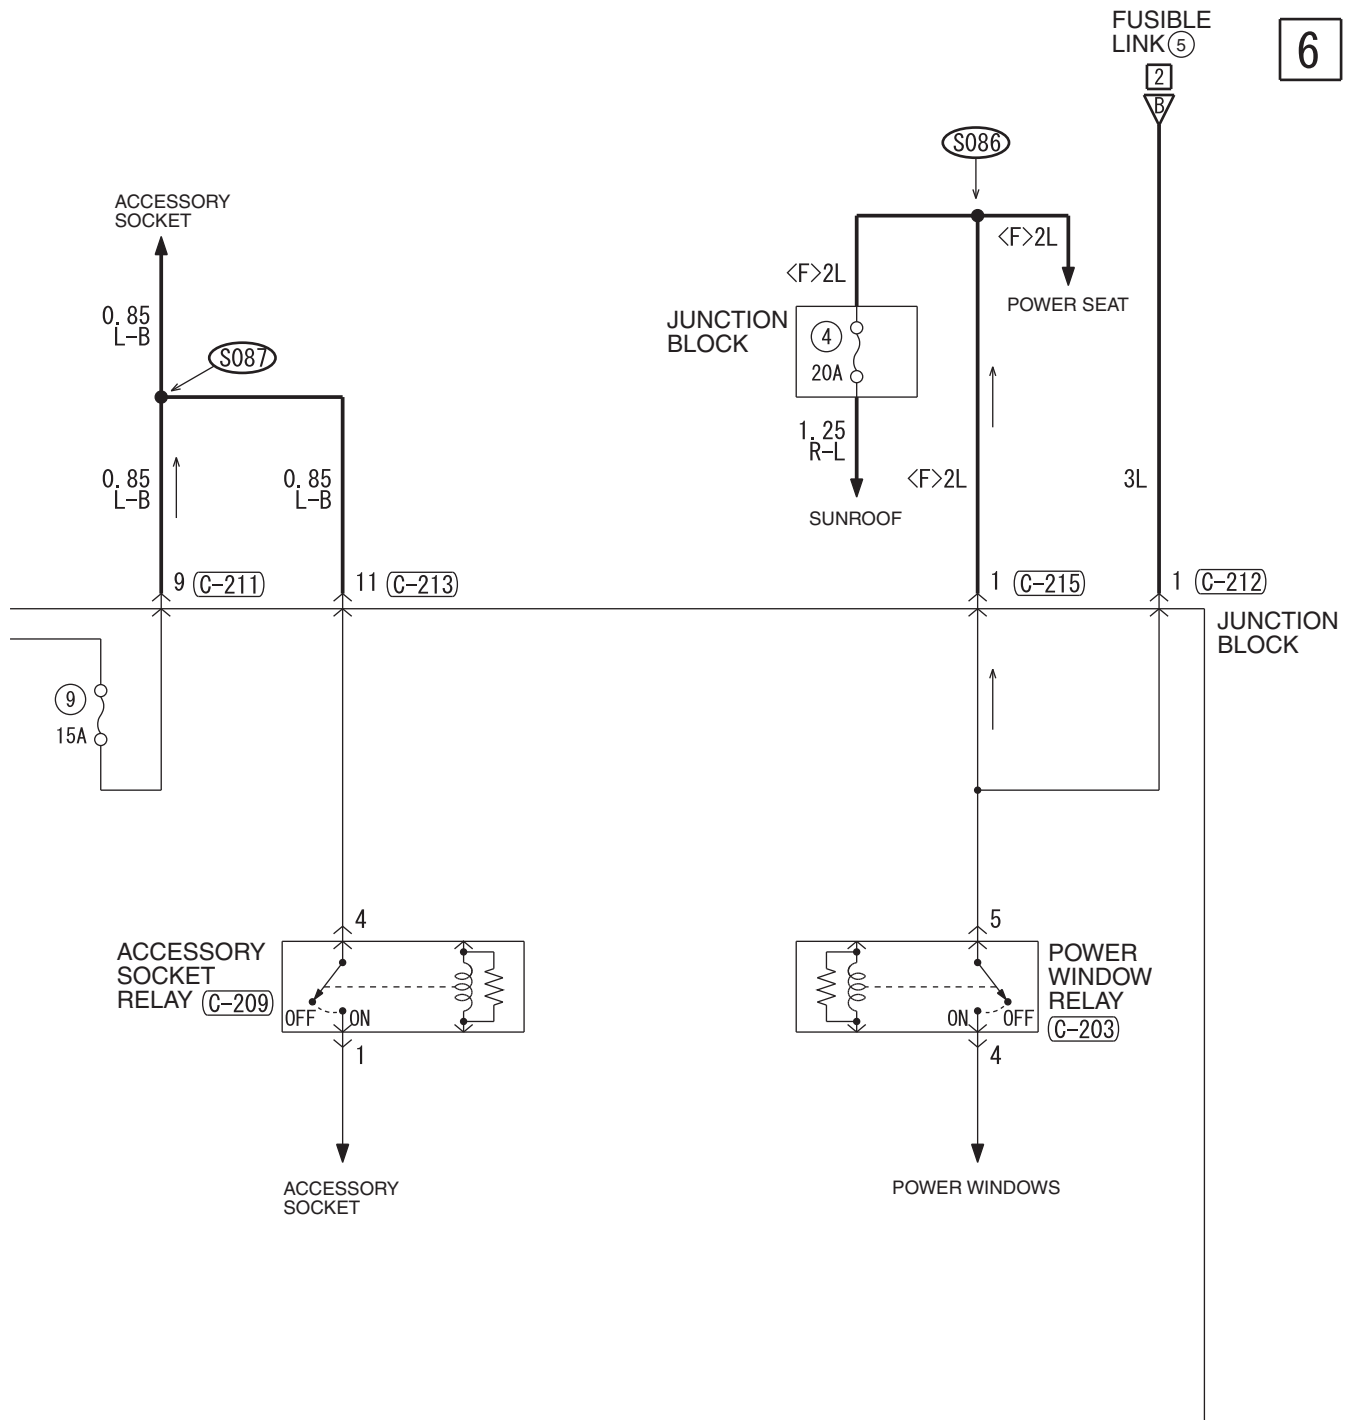 FUSIBLE
LINK 5
6
2
B
S086
ACCESSORY
SOCKET
<F>2L
<F>2L
POWER SEAT
0.85
L-B
JUNCTION
BLOCK
4
20A
S087
1.25
R-L
0.85
L-B
0.85
L-B
<F>2L
3L
SUNROOF
9 C-211
11 C-213
1 C-215
1 C-212
JUNCTION
BLOCK
9
15A
4
5
ACCESSORY
SOCKET
RELAY C-209
OFF ON
POWER
WINDOW
RELAY
C-203
ON OFF
1
4
ACCESSORY
SOCKET
POWER WINDOWS